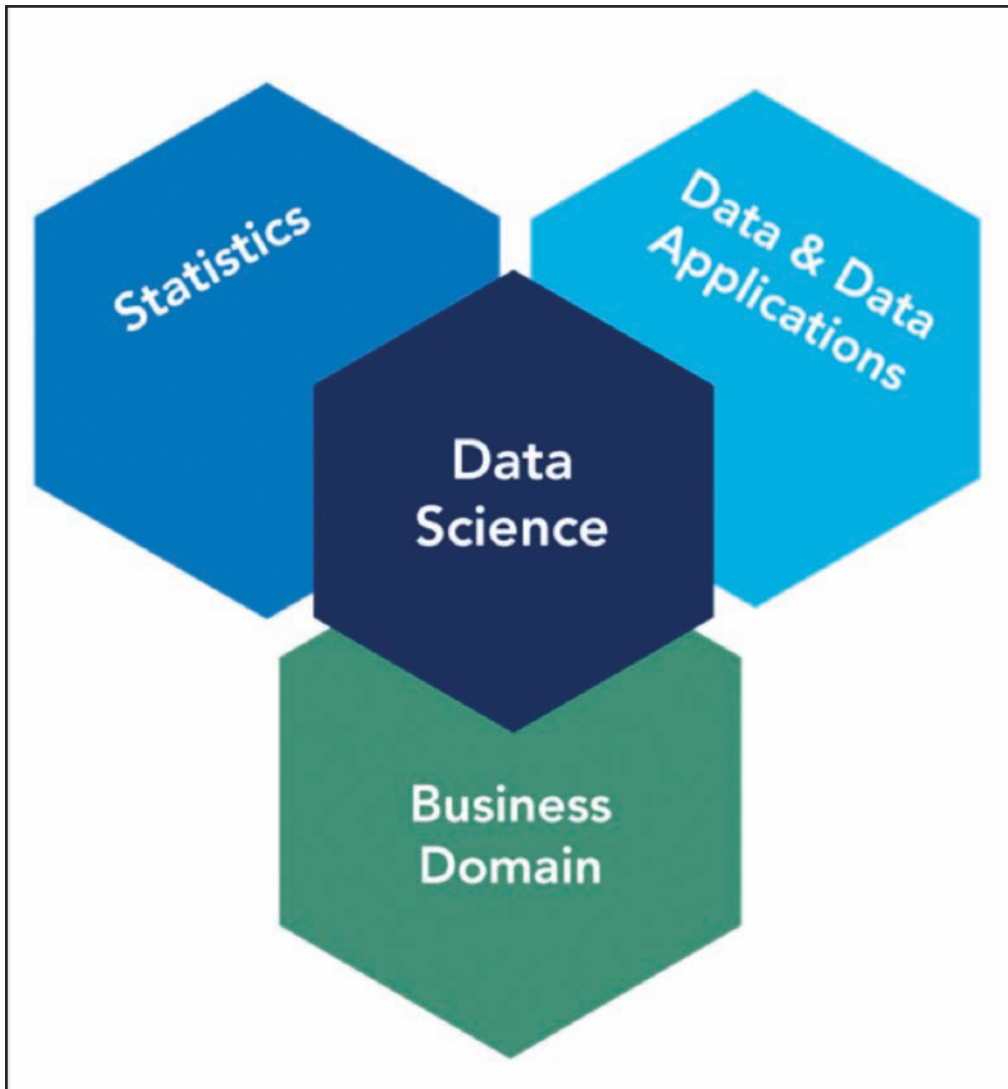 Statistics
Data & Data
Applications
Data
Science
Business
Domain